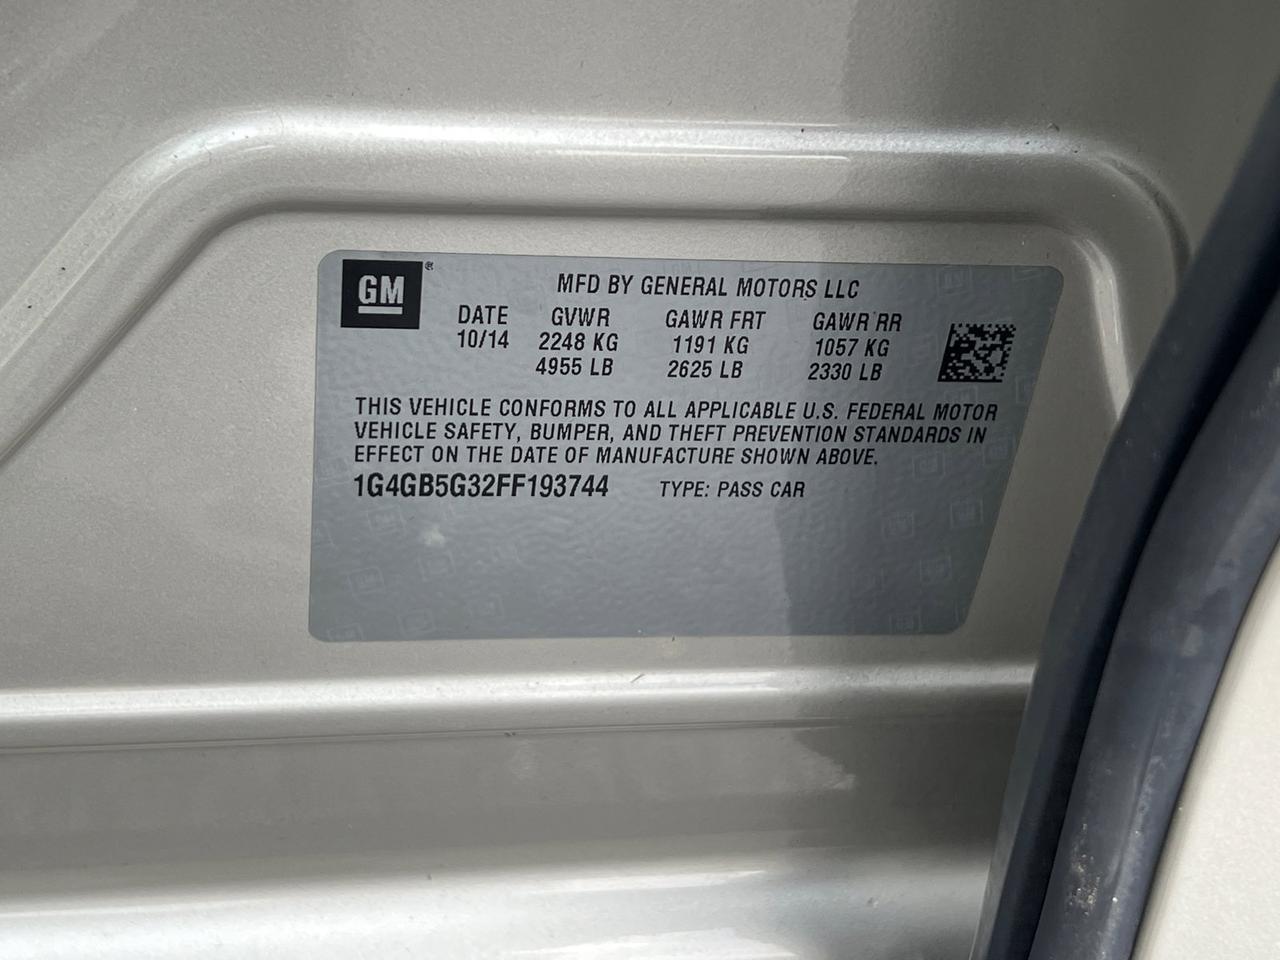 GM®
MFD BY GENERAL MOTORS LLC
DATE GVWR GAWR FRT GAWR RR
10/14 2248 KG 1191 KG 1057 KG
4955 LB 2625 LB 2330 LB
THIS VEHICLE CONFORMS TO ALL APPLICABLE U.S. FEDERAL MOTOR
VEHICLE SAFETY, BUMPER, AND THEFT PREVENTION STANDARDS IN
EFFECT ON THE DATE OF MANUFACTURE SHOWN ABOVE.
1G4GB5G32FF193744 TYPE: PASS CAR